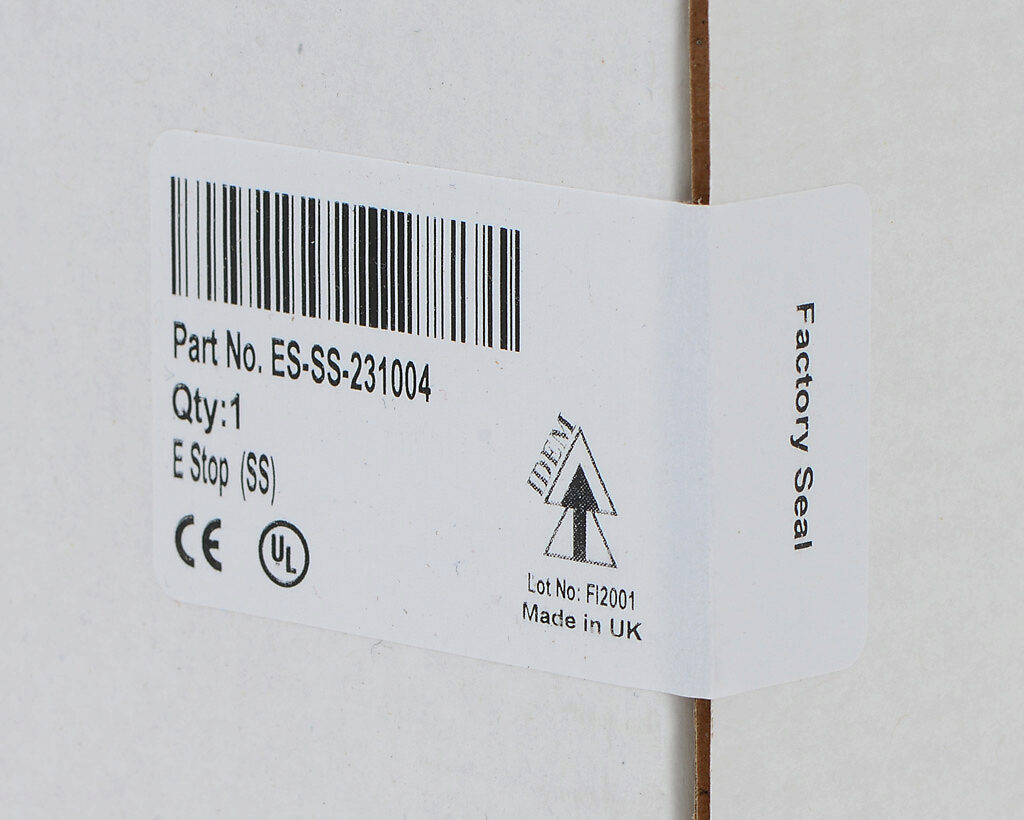 Part No. ES-SS-231004
Qty:1
E Stop (SS)
CE
UL
IDEM
Lot No: FI2001
Made in UK
Factory Seal